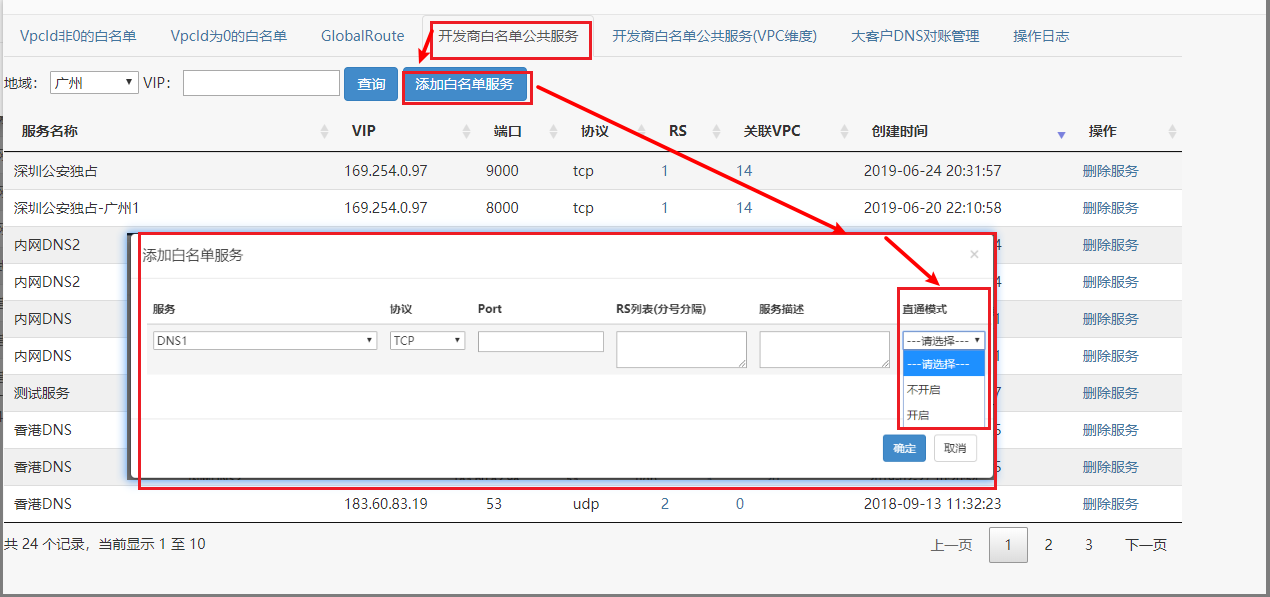 VpcId非0的白名单 VpcId为0的白名单 GlobalRoute 开发商白名单公共服务 开发商白名单公共服务(VPC维度) 大客户DNS对账管理 操作日志
地域： 广州 VIP： 查询 添加白名单服务
服务名称 VIP 端口 协议 RS 关联VPC 创建时间 操作
深圳公安独占 169.254.0.97 9000 tcp 1 14 2019-06-24 20:31:57 删除服务
深圳公安独占-广州1 169.254.0.97 8000 tcp 1 14 2019-06-20 22:10:58 删除服务
内网DNS2 4 删除服务
内网DNS2 4 删除服务
内网DNS 1 删除服务
内网DNS 1 删除服务
测试服务 7 删除服务
香港DNS 5 删除服务
香港DNS 5 删除服务
香港DNS 183.60.83.19 53 udp 2 0 2018-09-13 11:32:23 删除服务
共 24 个记录，当前显示 1 至 10 上一页 1 2 3 下一页
添加白名单服务 ×
服务 协议 Port RS列表(分号分隔) 服务描述 直通模式
DNS1 TCP ---请选择---
---请选择---
不开启
开启
确定 取消